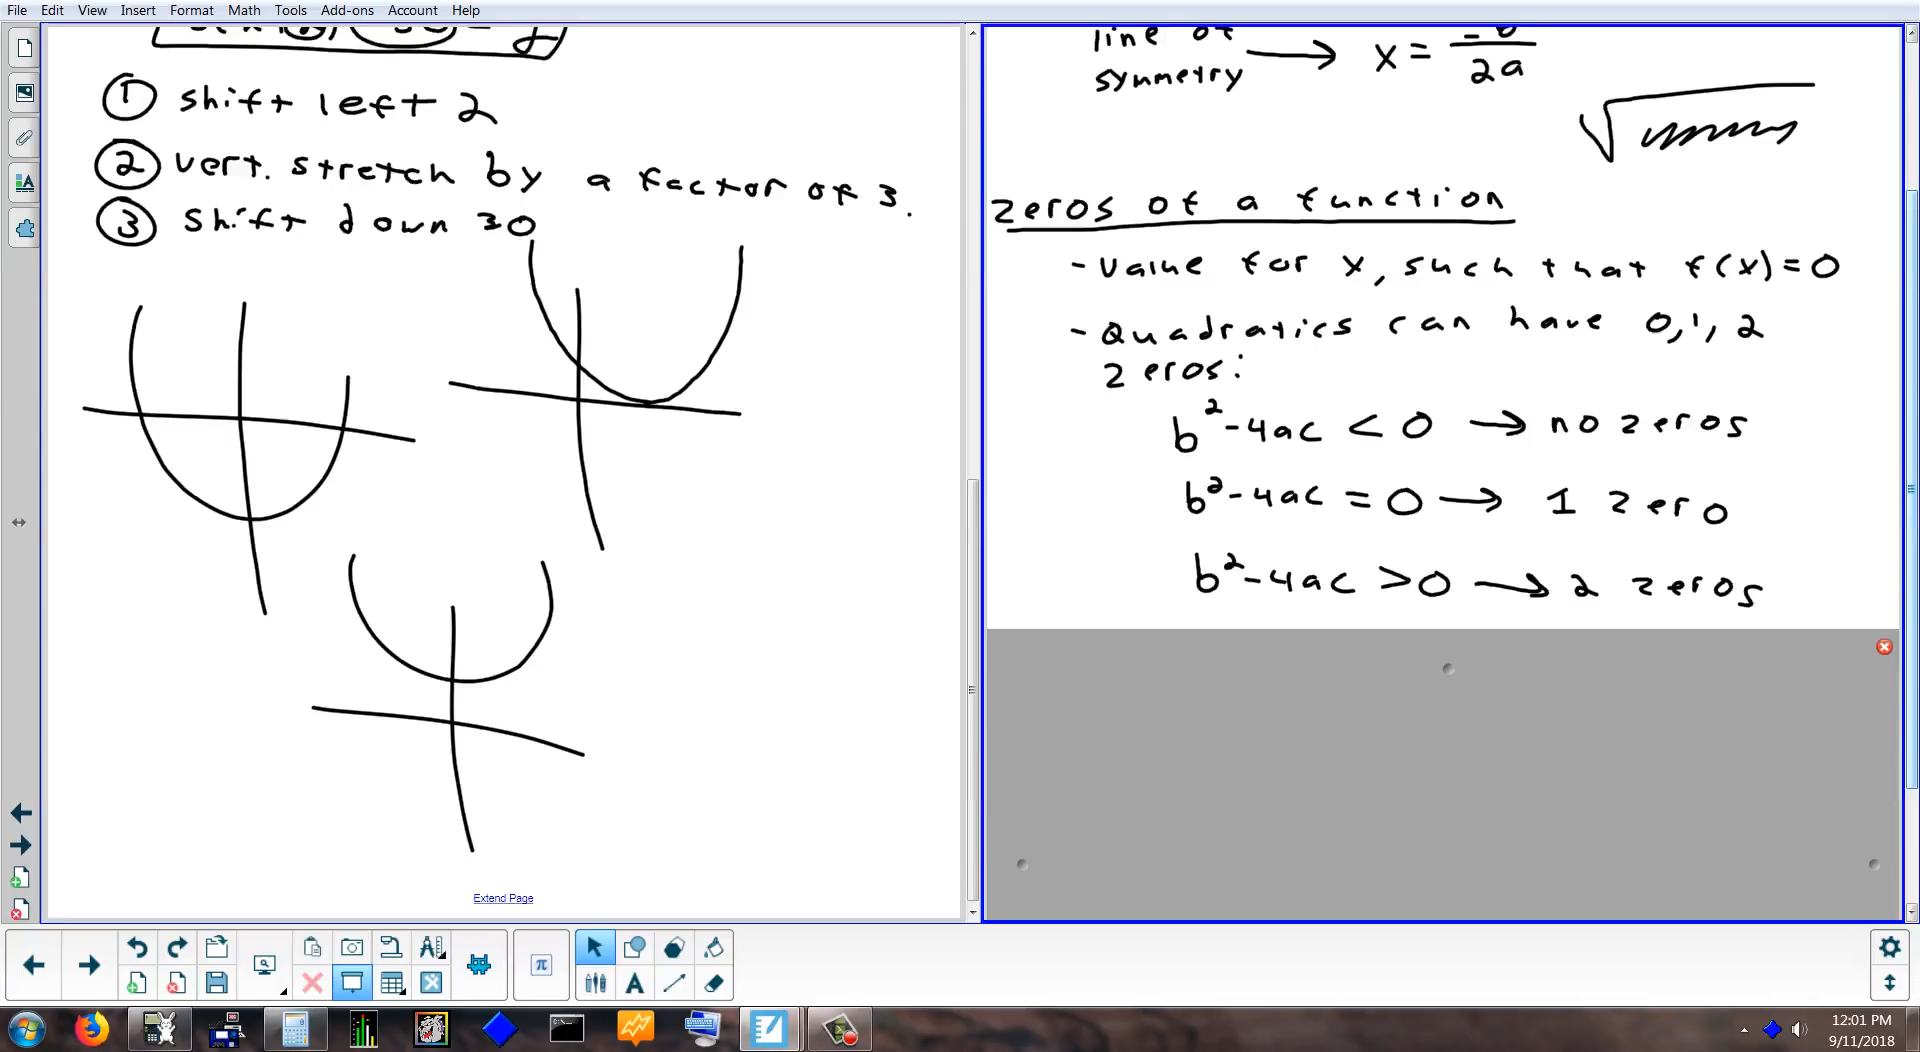 File Edit View Insert Format Math Tools Add-ons Account Help
① shift left 2
② vert. stretch by a factor of 3.
③ shift down 30
Extend Page
line of
symmetry → x = -b/2a
zeros of a function
- value for x, such that f(x)=0
- Quadratics can have 0, 1, 2
zeros:
b²-4ac < 0 → no zeros
b²-4ac = 0 → 1 zero
b²-4ac > 0 → 2 zeros
12:01 PM
9/11/2018